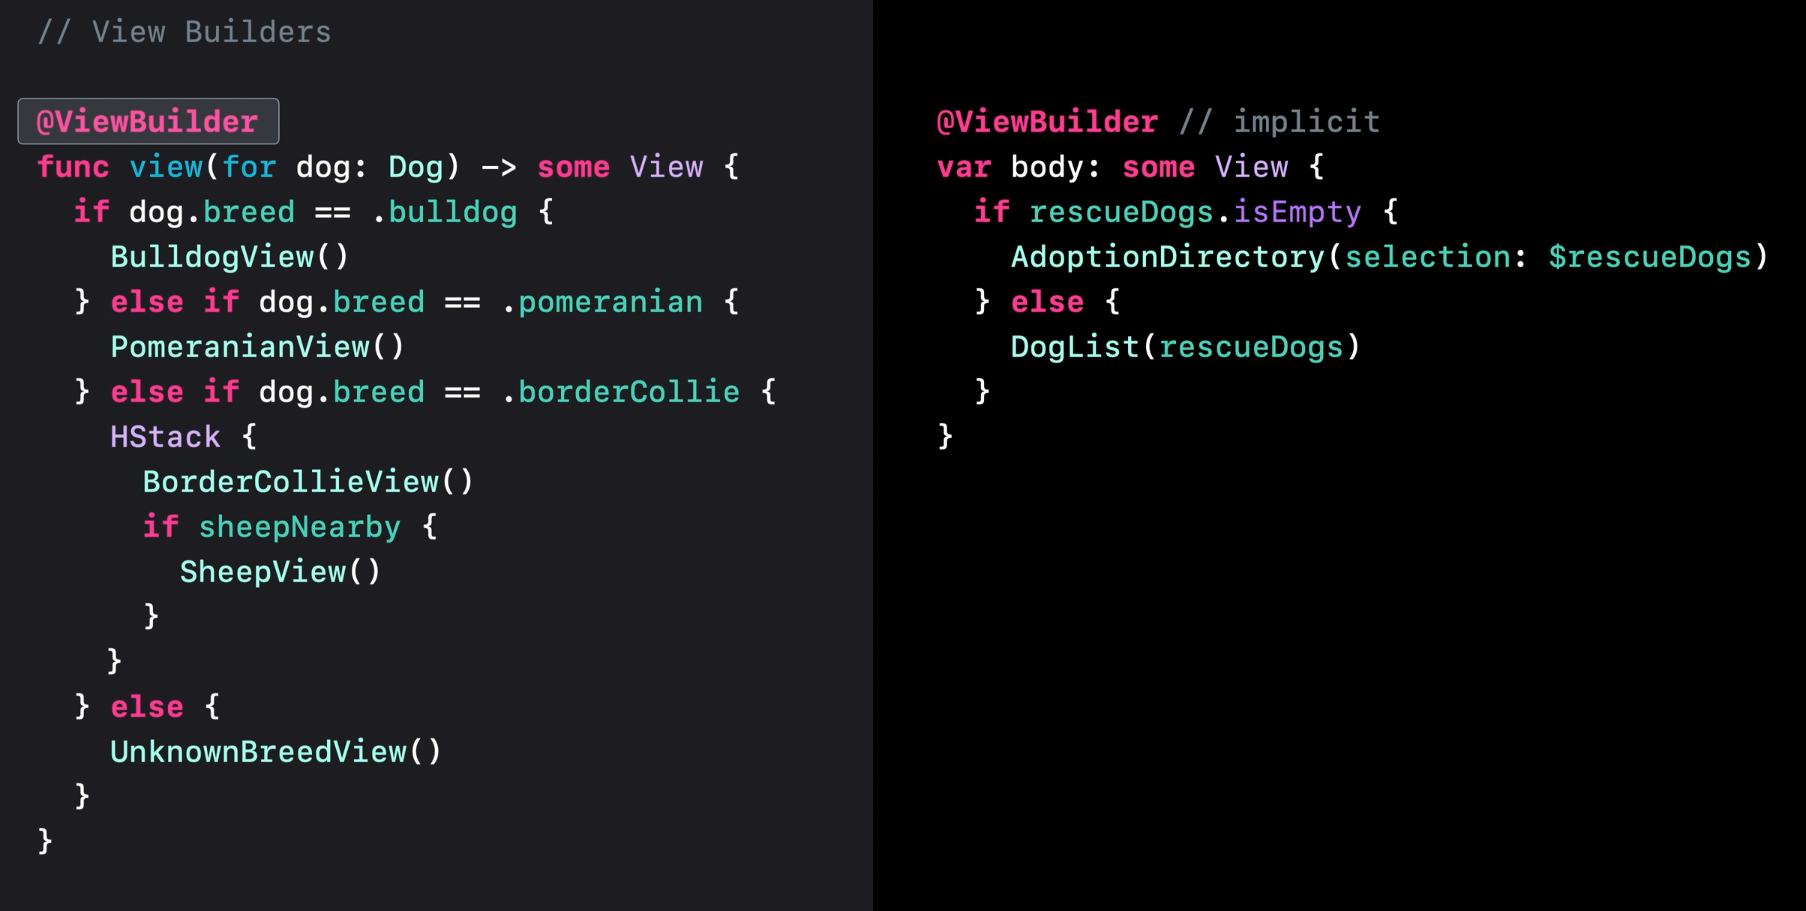 // View Builders
@ViewBuilder
func view(for dog: Dog) -> some View {
  if dog.breed == .bulldog {
    BulldogView()
  } else if dog.breed == .pomeranian {
    PomeranianView()
  } else if dog.breed == .borderCollie {
    HStack {
      BorderCollieView()
      if sheepNearby {
        SheepView()
      }
    }
  } else {
    UnknownBreedView()
  }
}
@ViewBuilder // implicit
var body: some View {
  if rescueDogs.isEmpty {
    AdoptionDirectory(selection: $rescueDogs)
  } else {
    DogList(rescueDogs)
  }
}